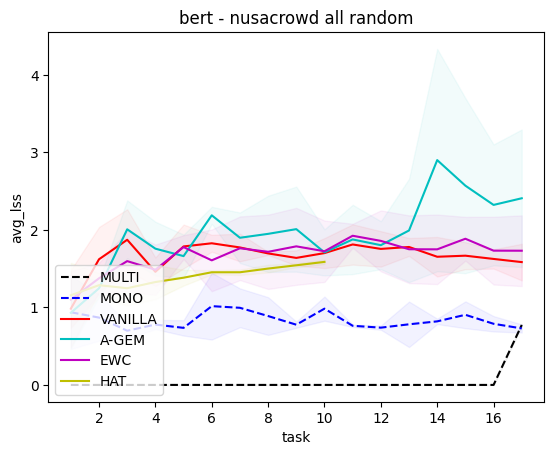 bert - nusacrowd all random
avg_lss
4
3
2
1
0
MULTI
MONO
VANILLA
A-GEM
EWC
HAT
2 4 6 8 10 12 14 16
task